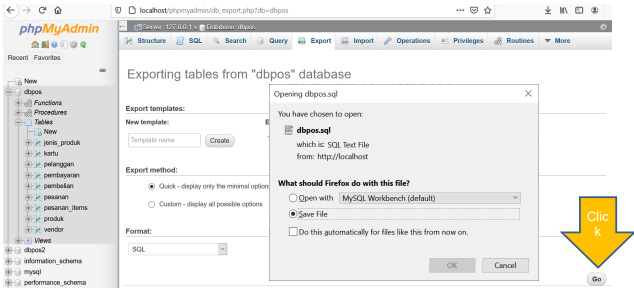 localhost/phpmyadmin/db_export.php?db=dbpos
phpMyAdmin
Recent Favorites
New
dbpos
Functions
Procedures
Tables
New
jenis_produk
kartu
pelanggan
pembayaran
pembelian
pesanan
pesanan_items
produk
vendor
Views
dbpos2
information_schema
mysql
performance_schema
Server: 127.0.0.1 » Database: dbpos
Structure SQL Search Query Export Import Operations Privileges Routines More
Exporting tables from "dbpos" database
Export templates:
New template:
Template name Create
Export method:
Quick - display only the minimal option
Custom - display all possible options
Format:
SQL
Opening dbpos.sql
You have chosen to open:
dbpos.sql
which is: SQL Text File
from: http://localhost
What should Firefox do with this file?
Open with MySQL Workbench (default)
Save File
Do this automatically for files like this from now on.
OK Cancel
Clic
k
Go